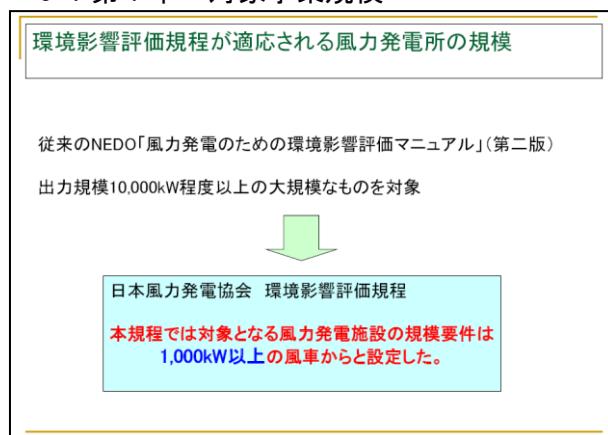 環境影響評価規程が適応される風力発電所の規模
従来のNEDO「風力発電のための環境影響評価マニュアル」(第二版)
出力規模10,000kW程度以上の大規模なものを対象
日本風力発電協会 環境影響評価規程
本規程では対象となる風力発電施設の規模要件は
1,000kW以上の風車からと設定した。